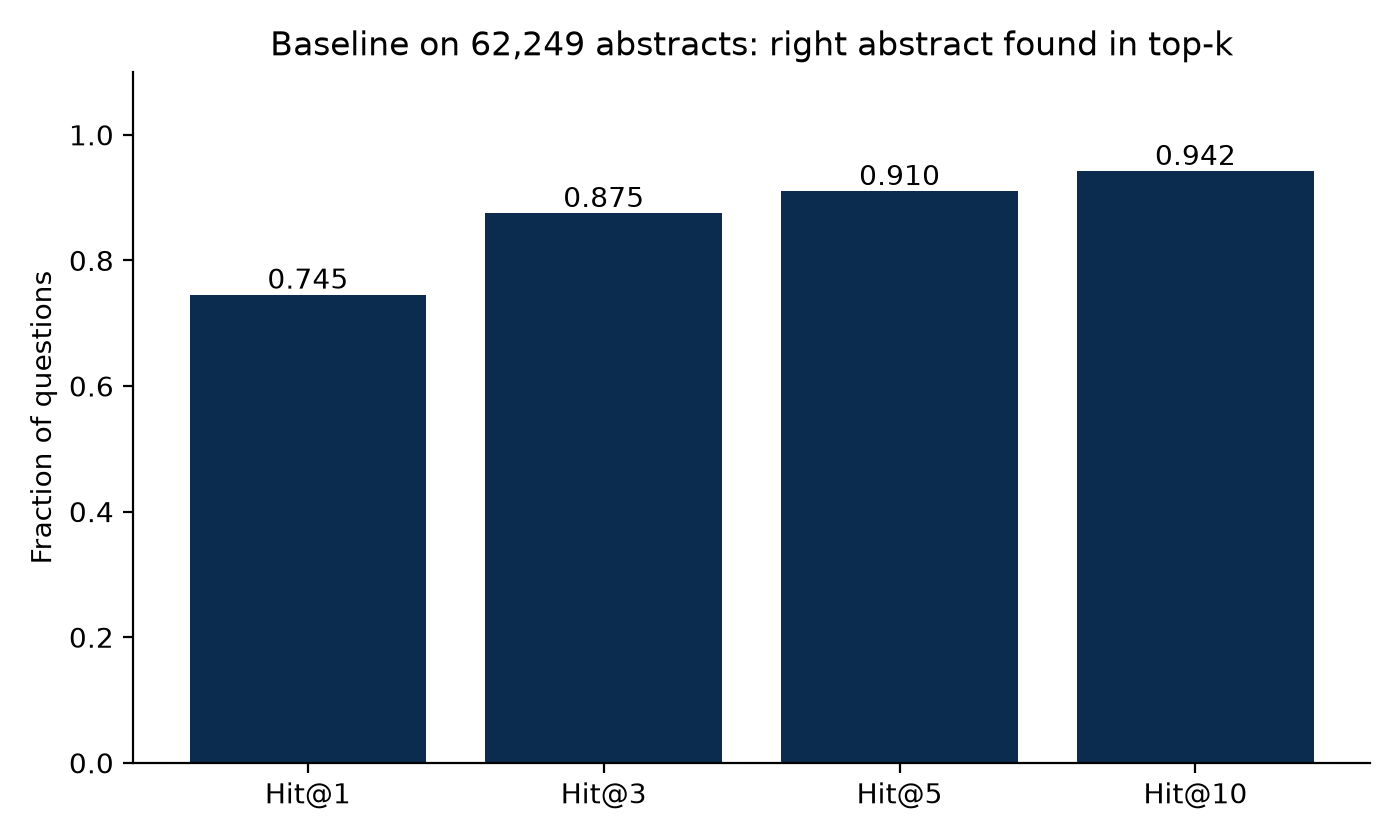 Baseline on 62,249 abstracts: right abstract found in top-k
Fraction of questions
1.0
0.8
0.6
0.4
0.2
0.0
0.745
0.875
0.910
0.942
Hit@1
Hit@3
Hit@5
Hit@10